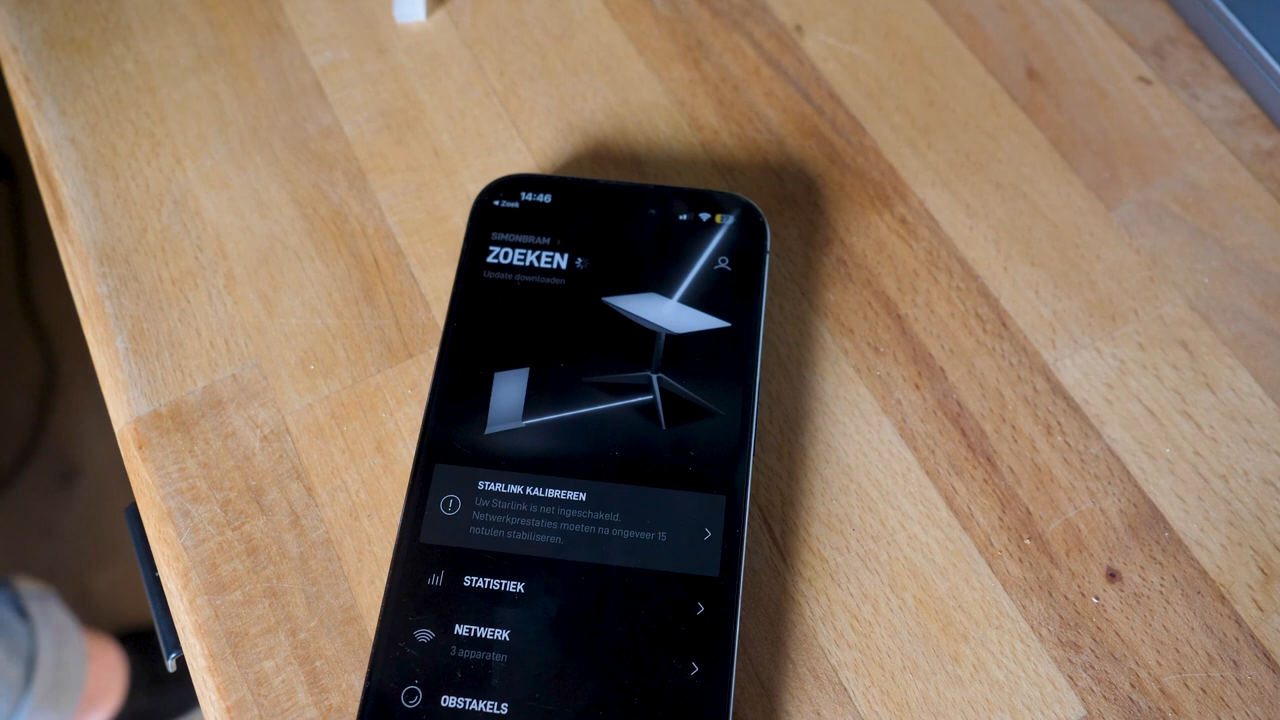 14:46
◀ Zoek
SIMONBRAM ›
ZOEKEN
Update downloaden
STARLINK KALIBREREN
Uw Starlink is net ingeschakeld.
Netwerkprestaties moeten na ongeveer 15
notulen stabiliseren.
STATISTIEK
NETWERK
3 apparaten
OBSTAKELS